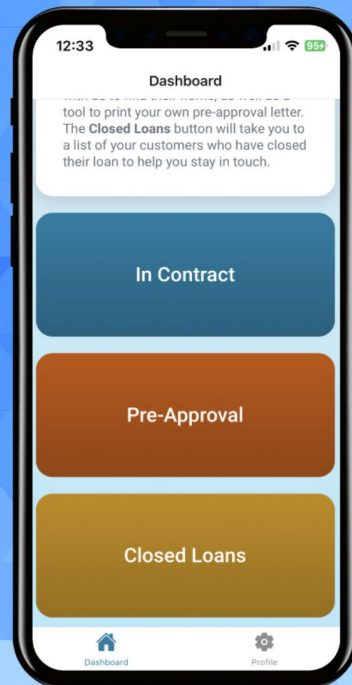 12:33
95
Dashboard
tool to print your own pre-approval letter.
The Closed Loans button will take you to
a list of your customers who have closed
their loan to help you stay in touch.
In Contract
Pre-Approval
Closed Loans
Dashboard
Profile